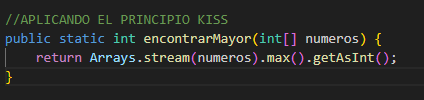 //APLICANDO EL PRINCIPIO KISS
public static int encontrarMayor(int[] numeros) {
    return Arrays.stream(numeros).max().getAsInt();
}